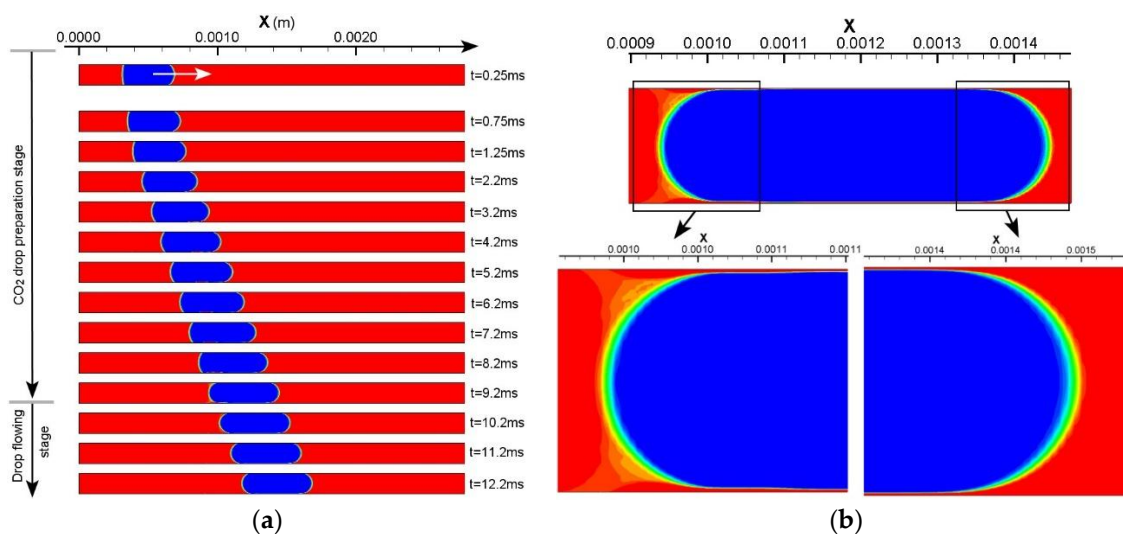 X (m)
0.0000 0.0010 0.0020
CO2 drop preparation stage
Drop flowing
stage
t=0.25ms
t=0.75ms
t=1.25ms
t=2.2ms
t=3.2ms
t=4.2ms
t=5.2ms
t=6.2ms
t=7.2ms
t=8.2ms
t=9.2ms
t=10.2ms
t=11.2ms
t=12.2ms
(a)
X
0.0009 0.0010 0.0011 0.0012 0.0013 0.0014
x
0.0010 0.0010 0.0011 0.0011
x
0.0014 0.0014 0.0015
(b)